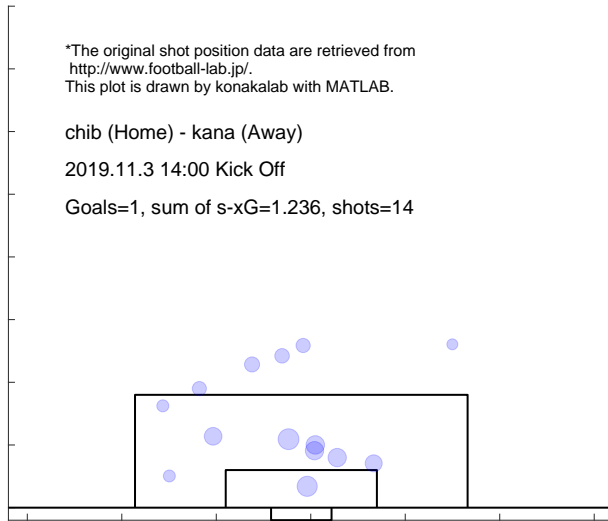 *The original shot position data are retrieved from
http://www.football-lab.jp/.
This plot is drawn by konakalab with MATLAB.
chib (Home) - kana (Away)
2019.11.3 14:00 Kick Off
Goals=1, sum of s-xG=1.236, shots=14